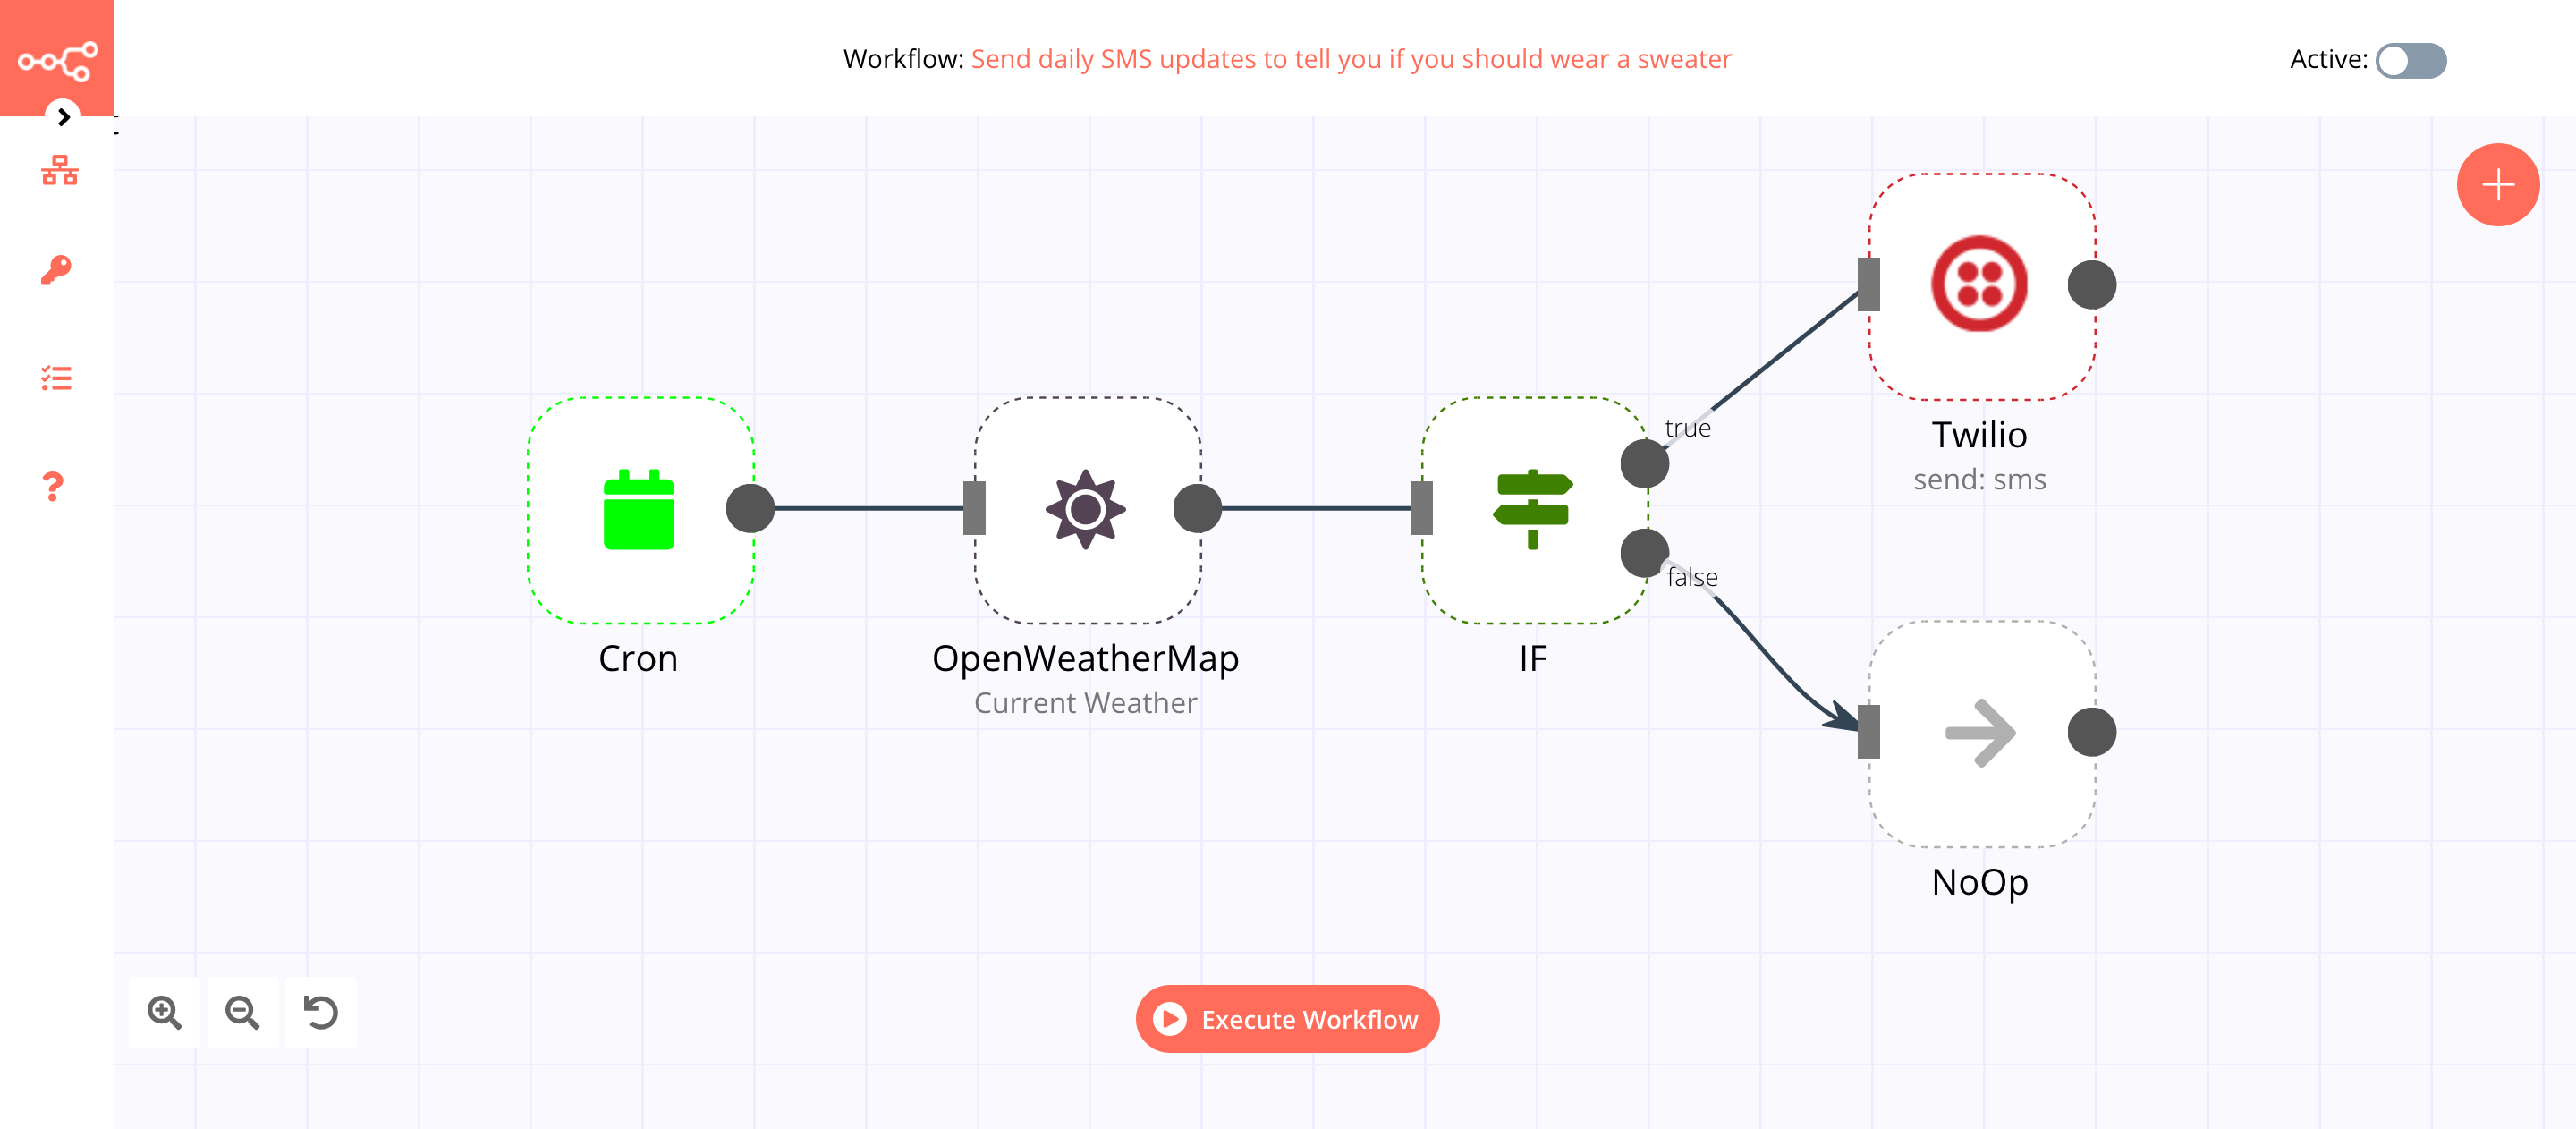 Workflow: Send daily SMS updates to tell you if you should wear a sweater
Active:
true
Twilio
send: sms
false
Cron
OpenWeatherMap
Current Weather
IF
NoOp
Execute Workflow